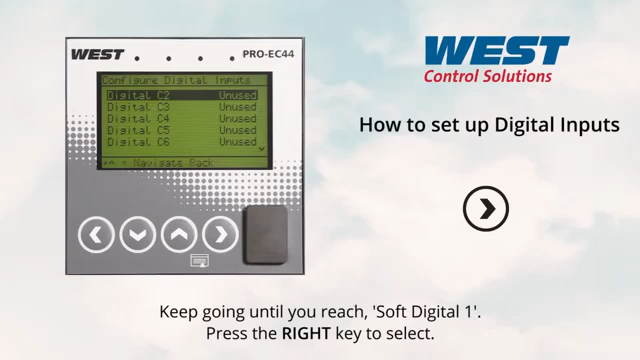 WEST
PRO-EC44
Configure Digital Inputs
Digital C2 Unused
Digital C3 Unused
Digital C4 Unused
Digital C5 Unused
Digital C6 Unused
= Navigate Back
WEST
Control Solutions
How to set up Digital Inputs
Keep going until you reach, 'Soft Digital 1'.
Press the RIGHT key to select.